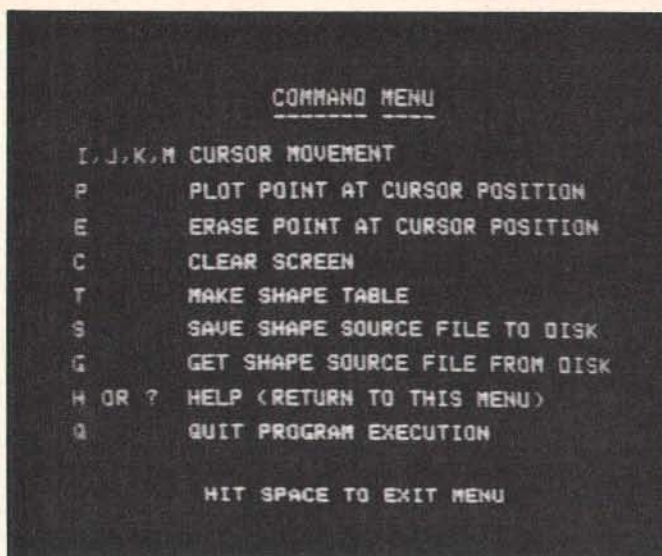 COMMAND MENU
I,J,K,M CURSOR MOVEMENT
P PLOT POINT AT CURSOR POSITION
E ERASE POINT AT CURSOR POSITION
C CLEAR SCREEN
T MAKE SHAPE TABLE
S SAVE SHAPE SOURCE FILE TO DISK
G GET SHAPE SOURCE FILE FROM DISK
H OR ? HELP (RETURN TO THIS MENU)
Q QUIT PROGRAM EXECUTION
HIT SPACE TO EXIT MENU